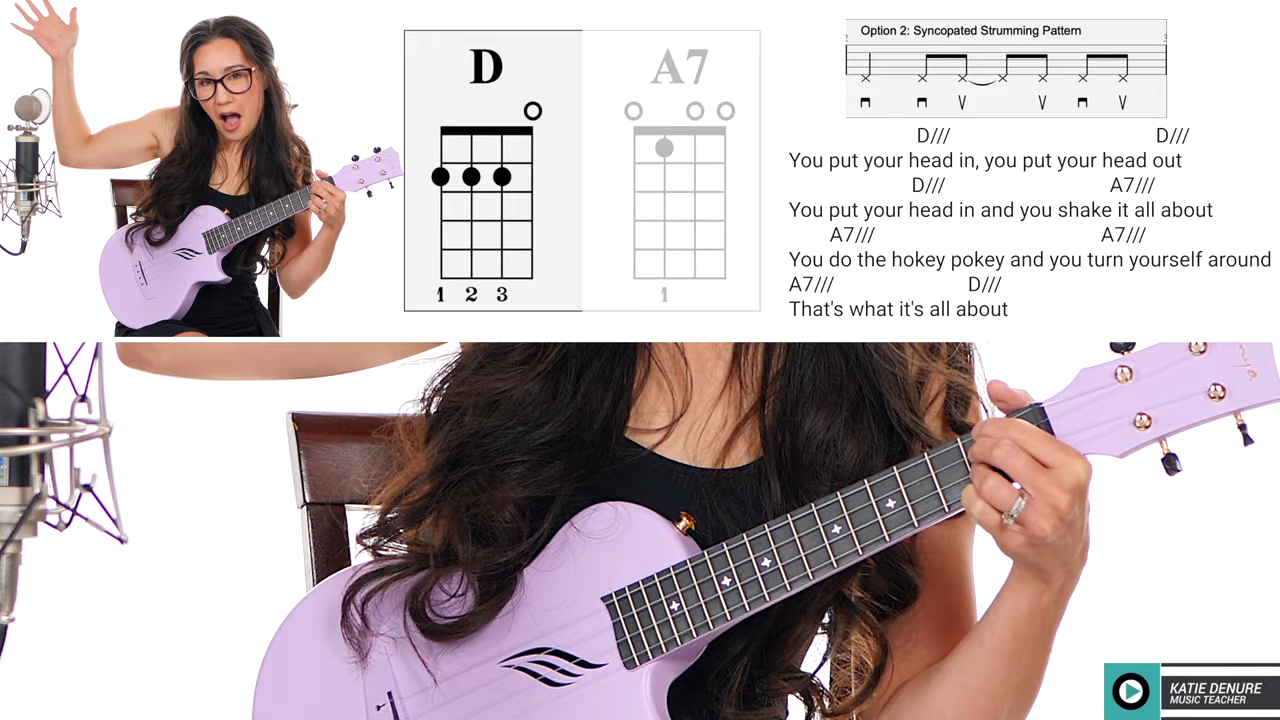 D
A7
1 2 3
1
Option 2: Syncopated Strumming Pattern
D/// D///
You put your head in, you put your head out
D/// A7///
You put your head in and you shake it all about
A7/// A7///
You do the hokey pokey and you turn yourself around
A7/// D///
That's what it's all about
KATIE DENURE
MUSIC TEACHER